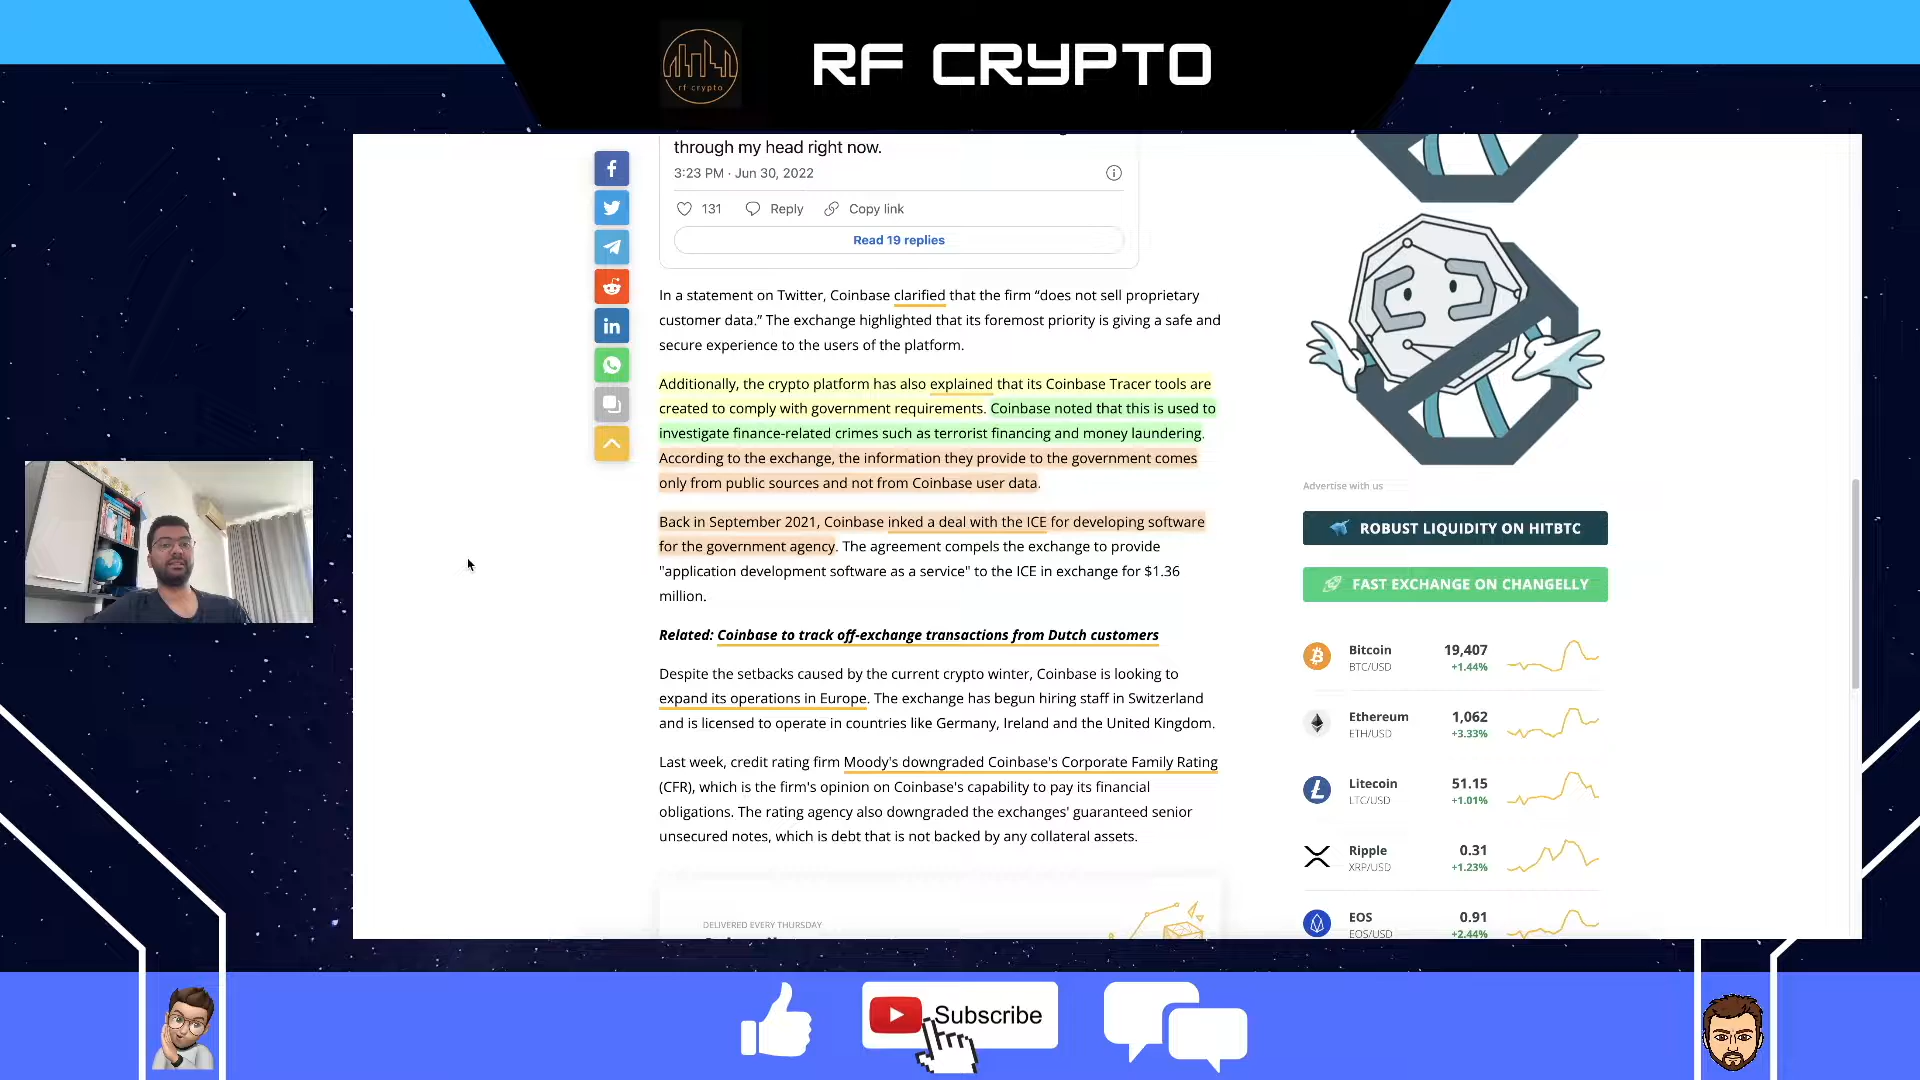 RF CRYPTO
rf crypto
through my head right now.
3:23 PM · Jun 30, 2022
131 Reply Copy link
Read 19 replies
In a statement on Twitter, Coinbase clarified that the firm “does not sell proprietary
customer data.” The exchange highlighted that its foremost priority is giving a safe and
secure experience to the users of the platform.
Additionally, the crypto platform has also explained that its Coinbase Tracer tools are
created to comply with government requirements. Coinbase noted that this is used to
investigate finance-related crimes such as terrorist financing and money laundering.
According to the exchange, the information they provide to the government comes
only from public sources and not from Coinbase user data.
Back in September 2021, Coinbase inked a deal with the ICE for developing software
for the government agency. The agreement compels the exchange to provide
"application development software as a service" to the ICE in exchange for $1.36
million.
Related: Coinbase to track off-exchange transactions from Dutch customers
Despite the setbacks caused by the current crypto winter, Coinbase is looking to
expand its operations in Europe. The exchange has begun hiring staff in Switzerland
and is licensed to operate in countries like Germany, Ireland and the United Kingdom.
Last week, credit rating firm Moody's downgraded Coinbase's Corporate Family Rating
(CFR), which is the firm's opinion on Coinbase's capability to pay its financial
obligations. The rating agency also downgraded the exchanges' guaranteed senior
unsecured notes, which is debt that is not backed by any collateral assets.
DELIVERED EVERY THURSDAY
Advertise with us
ROBUST LIQUIDITY ON HITBTC
FAST EXCHANGE ON CHANGELLY
Bitcoin 19,407
BTC/USD +1.44%
Ethereum 1,062
ETH/USD +3.33%
Litecoin 51.15
LTC/USD +1.01%
Ripple 0.31
XRP/USD +1.23%
EOS 0.91
EOS/USD +2.44%
Subscribe